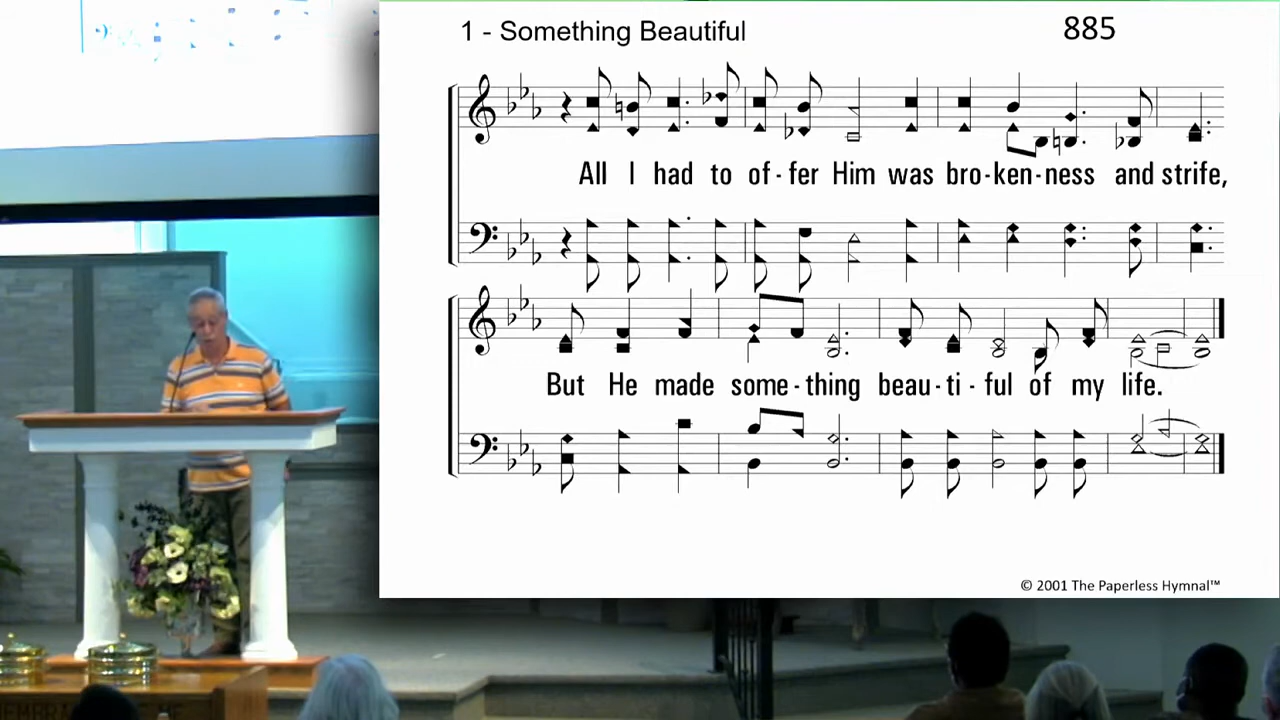 1 - Something Beautiful
885
All I had to of - fer Him was bro - ken - ness and strife,
But He made some - thing beau - ti - ful of my life.
© 2001 The Paperless Hymnal™